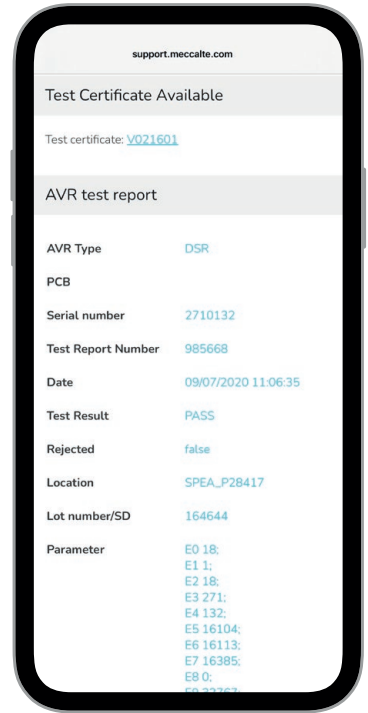 support.meccalte.com
Test Certificate Available
Test certificate: V021601
AVR test report
AVR Type DSR
PCB
Serial number 2710132
Test Report Number 985668
Date 09/07/2020 11:06:35
Test Result PASS
Rejected false
Location SPEA_P28417
Lot number/SD 164644
Parameter E0 18;
E1 1;
E2 18;
E3 271;
E4 132;
E5 16104;
E6 16113;
E7 16385;
E8 0;
E9 32767;